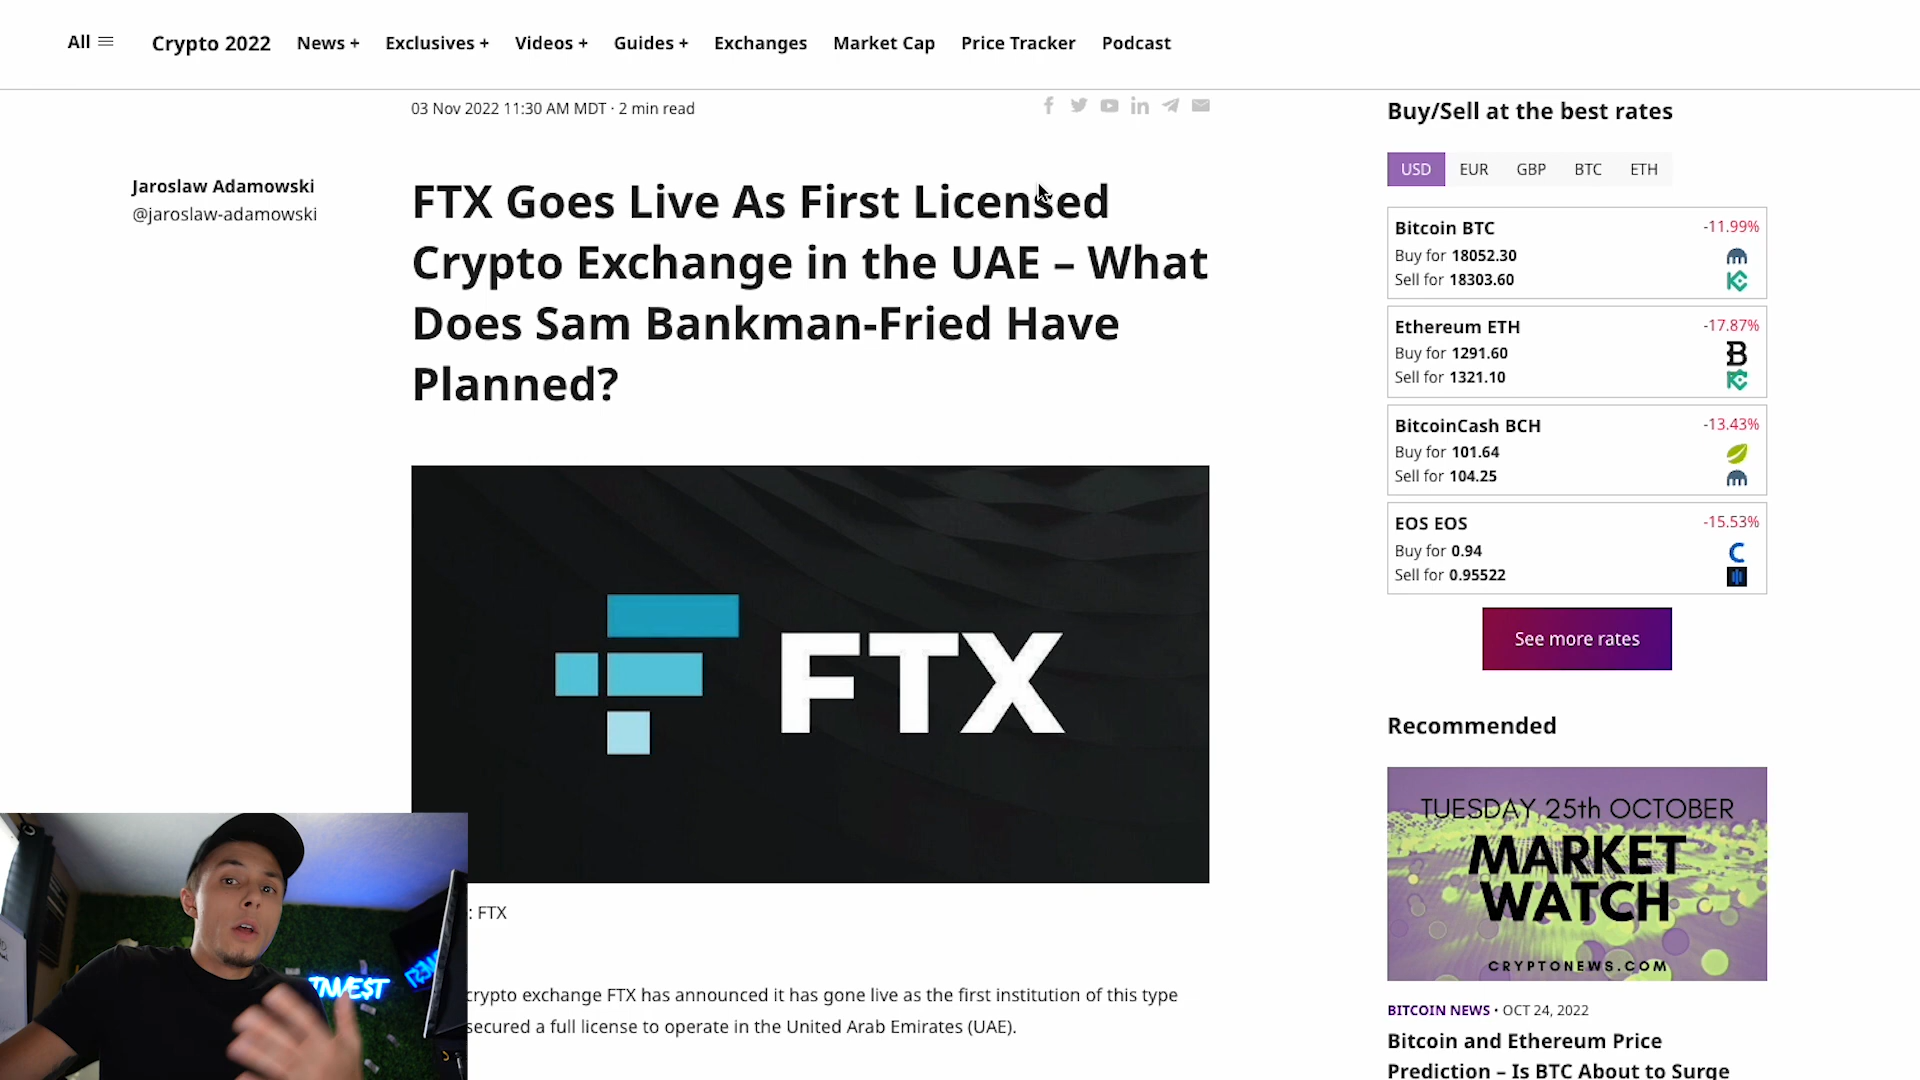 All
Crypto 2022
News +
Exclusives +
Videos +
Guides +
Exchanges
Market Cap
Price Tracker
Podcast
03 Nov 2022 11:30 AM MDT · 2 min read
Jaroslaw Adamowski
@jaroslaw-adamowski
FTX Goes Live As First Licensed
Crypto Exchange in the UAE – What
Does Sam Bankman-Fried Have
Planned?
FTX
: FTX
crypto exchange FTX has announced it has gone live as the first institution of this type
secured a full license to operate in the United Arab Emirates (UAE).
INVEST
Buy/Sell at the best rates
USD
EUR
GBP
BTC
ETH
Bitcoin BTC
-11.99%
Buy for 18052.30
Sell for 18303.60
Ethereum ETH
-17.87%
Buy for 1291.60
Sell for 1321.10
BitcoinCash BCH
-13.43%
Buy for 101.64
Sell for 104.25
EOS EOS
-15.53%
Buy for 0.94
Sell for 0.95522
See more rates
Recommended
TUESDAY 25th OCTOBER
MARKET
WATCH
CRYPTONEWS.COM
BITCOIN NEWS • OCT 24, 2022
Bitcoin and Ethereum Price
Prediction – Is BTC About to Surge